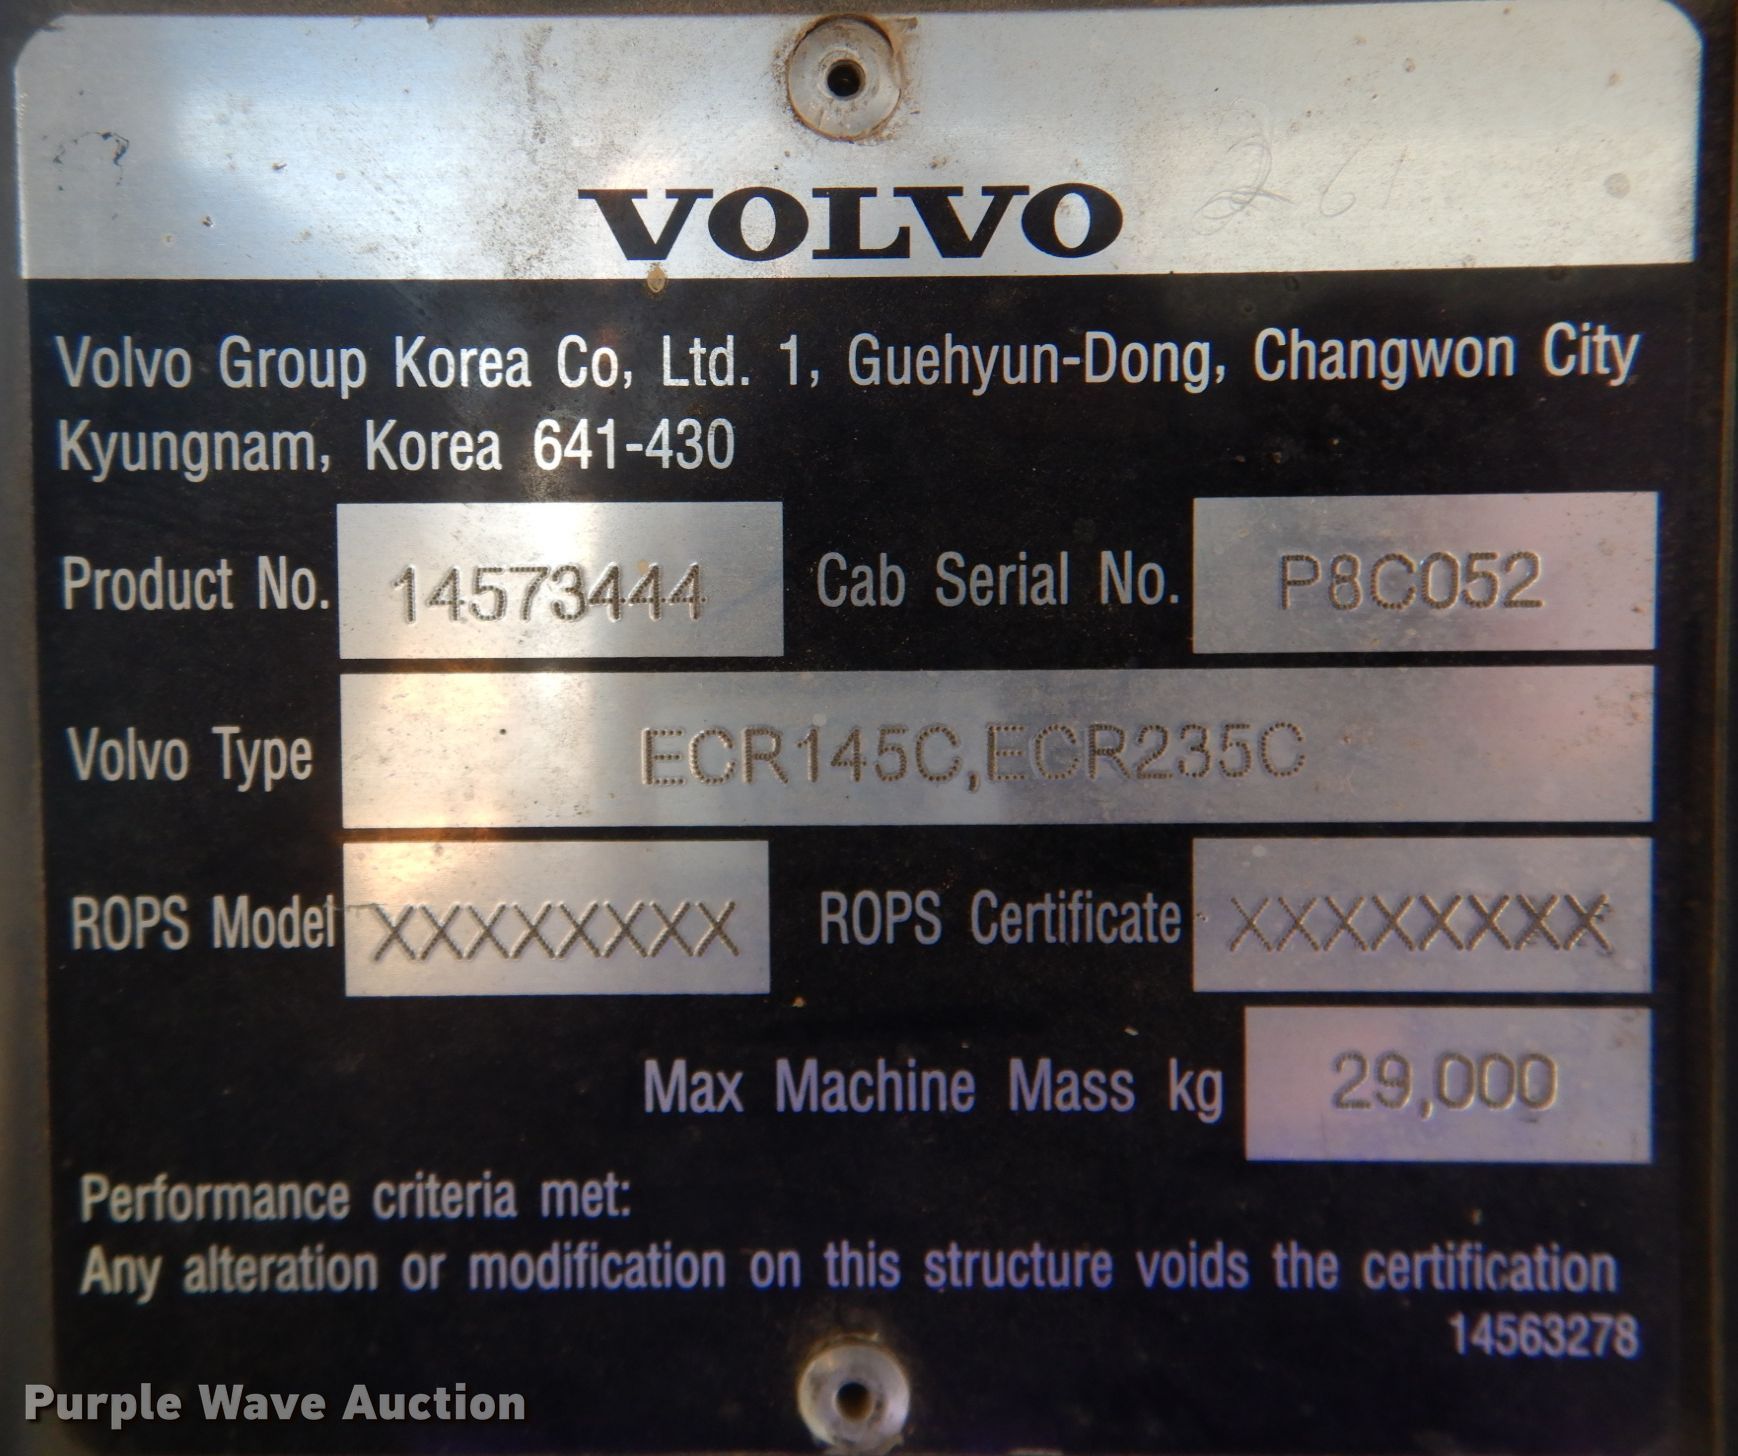 VOLVO
Volvo Group Korea Co, Ltd. 1, Guehyun-Dong, Changwon City
Kyungnam, Korea 641-430
Product No. 14573444 Cab Serial No. P8C052
Volvo Type ECR145C,ECR235C
ROPS Model XXXXXXXX ROPS Certificate XXXXXXXX
Max Machine Mass kg 29,000
Performance criteria met:
Any alteration or modification on this structure voids the certification
14563278
Purple Wave Auction